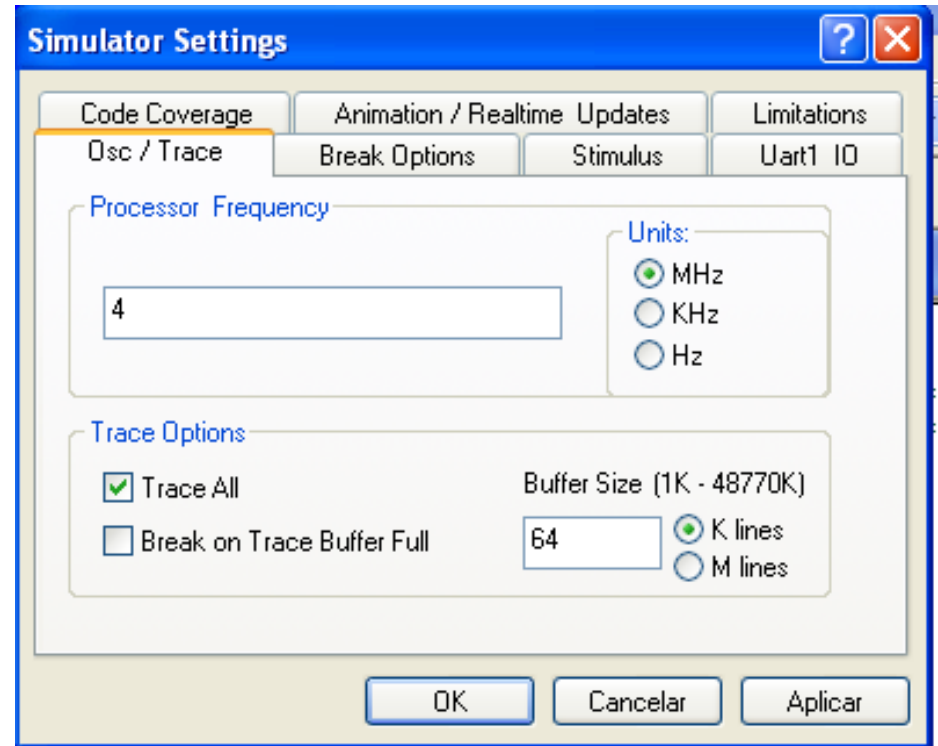 Simulator Settings
Code Coverage
Animation / Realtime Updates
Limitations
Osc / Trace
Break Options
Stimulus
Uart1 IO
Processor Frequency
4
Units:
MHz
KHz
Hz
Trace Options
Trace All
Break on Trace Buffer Full
Buffer Size (1K - 48770K)
64
K lines
M lines
OK
Cancelar
Aplicar